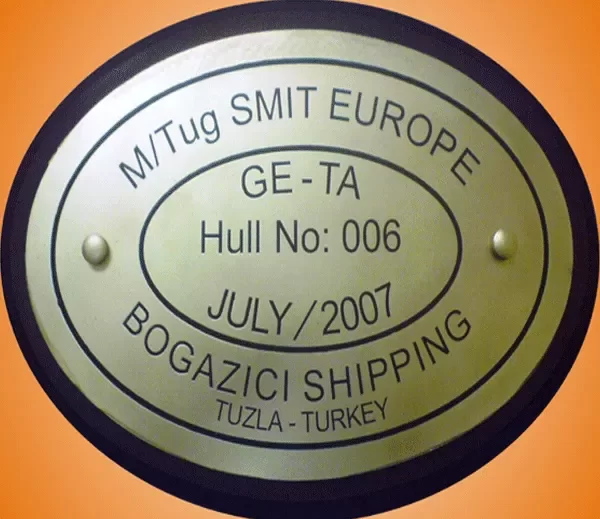 M/Tug SMIT EUROPE
GE-TA
Hull No: 006
JULY/2007
BOGAZICI SHIPPING
TUZLA - TURKEY